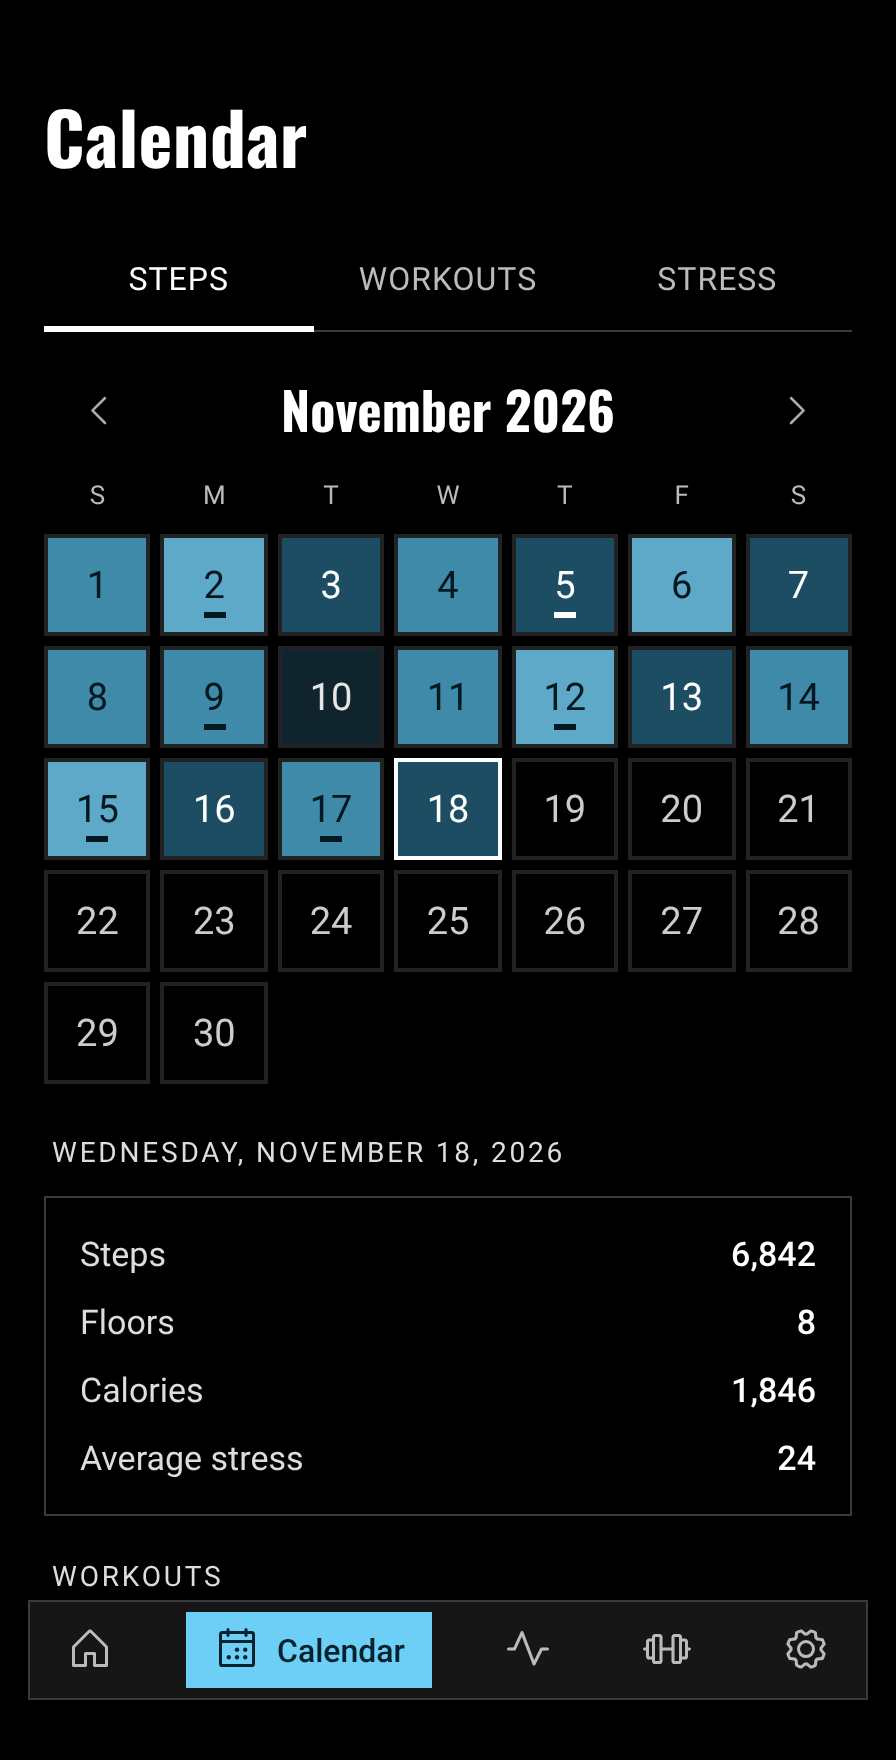 Calendar
STEPS WORKOUTS STRESS
November 2026
S M T W T F S
1 2 3 4 5 6 7
8 9 10 11 12 13 14
15 16 17 18 19 20 21
22 23 24 25 26 27 28
29 30
WEDNESDAY, NOVEMBER 18, 2026
Steps 6,842
Floors 8
Calories 1,846
Average stress 24
WORKOUTS
Calendar